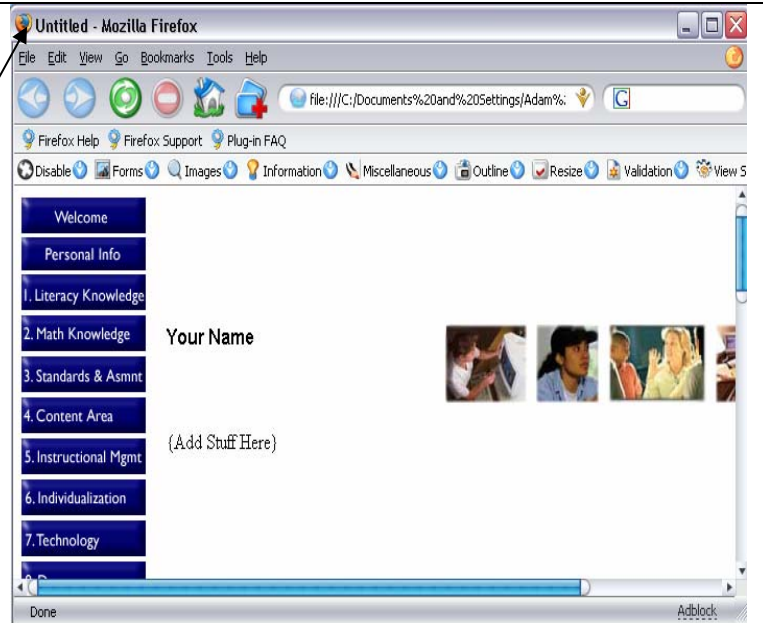 Untitled - Mozilla Firefox
File Edit View Go Bookmarks Tools Help
file:///C:/Documents%20and%20Settings/Adam%
G
Firefox Help Firefox Support Plug-in FAQ
Disable Forms Images Information Miscellaneous Outline Resize Validation View S
Welcome
Personal Info
1. Literacy Knowledge
2. Math Knowledge
Your Name
3. Standards & Asmnt
4. Content Area
{Add Stuff Here}
5. Instructional Mgmt
6. Individualization
7. Technology
Done Adblock